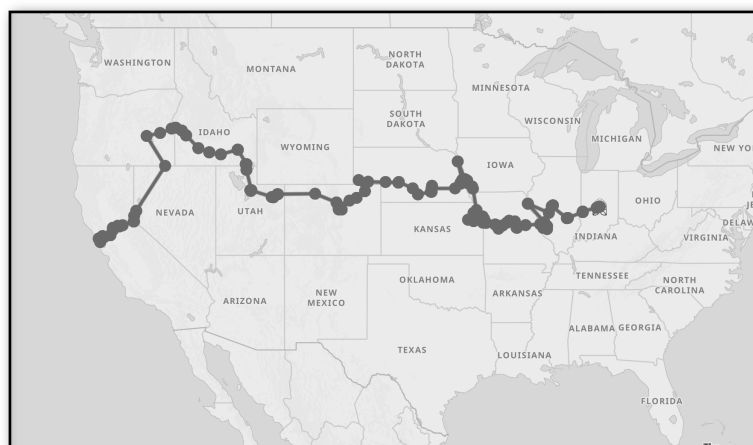 WASHINGTON
MONTANA
NORTH
DAKOTA
MINNESOTA
SOUTH
DAKOTA
WISCONSIN
MICHIGAN
IDAHO
WYOMING
IOWA
NEW YOR
NEVADA
UTAH
KANSAS
INDIANA
OHIO
DELAW
VIRGINIA
ARIZONA
NEW
MEXICO
OKLAHOMA
ARKANSAS
TENNESSEE
NORTH
CAROLINA
TEXAS
LOUISIANA
ALABAMA
GEORGIA
FLORIDA